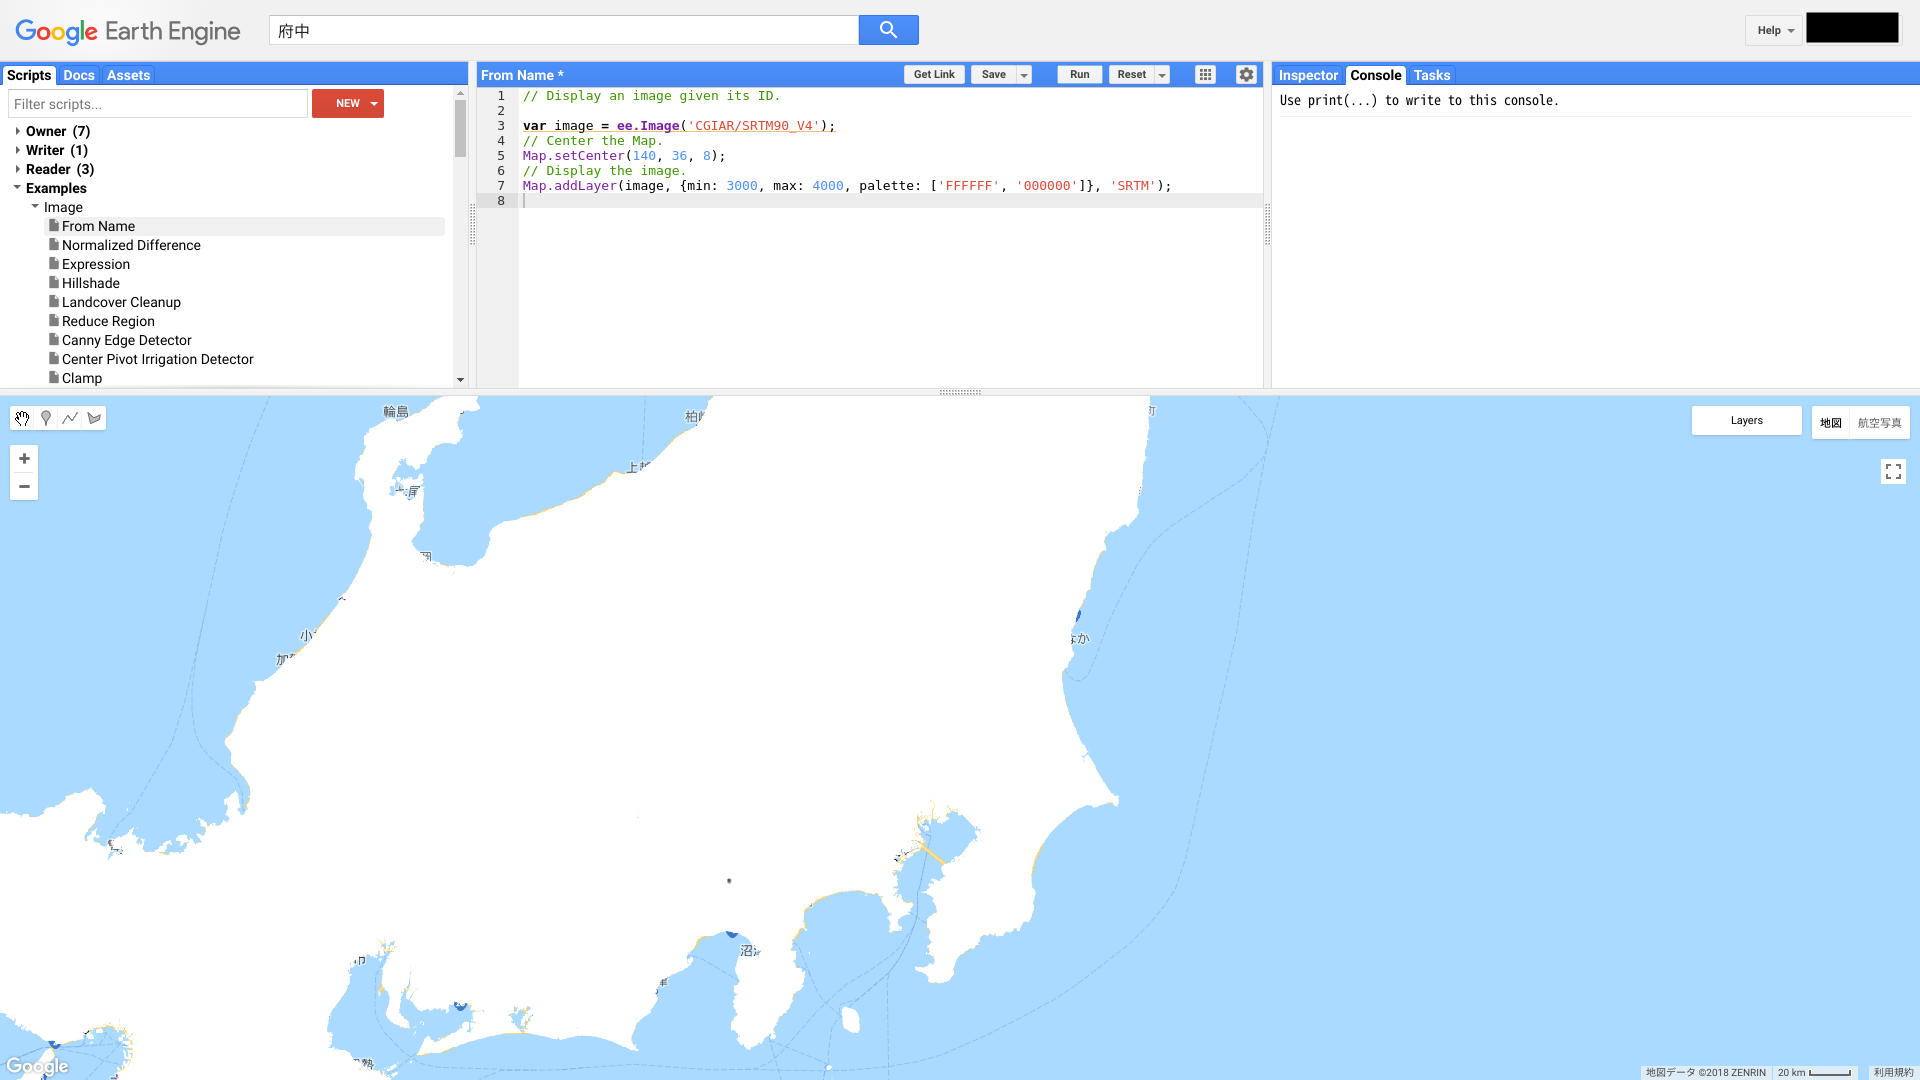 Google Earth Engine
府中
Help
Scripts
Docs
Assets
Filter scripts...
NEW
Owner (7)
Writer (1)
Reader (3)
Examples
Image
From Name
Normalized Difference
Expression
Hillshade
Landcover Cleanup
Reduce Region
Canny Edge Detector
Center Pivot Irrigation Detector
Clamp
From Name *
Get Link
Save
Run
Reset
1 // Display an image given its ID.
2
3 var image = ee.Image('CGIAR/SRTM90_V4');
4 // Center the Map.
5 Map.setCenter(140, 36, 8);
6 // Display the image.
7 Map.addLayer(image, {min: 3000, max: 4000, palette: ['FFFFFF', '000000']}, 'SRTM');
8
Inspector
Console
Tasks
Use print(...) to write to this console.
輪島
柏
町
Layers
地図
航空写真
上
尾
小
なか
加
沼
市
勢
Google
地図データ ©2018 ZENRIN
20 km
利用規約